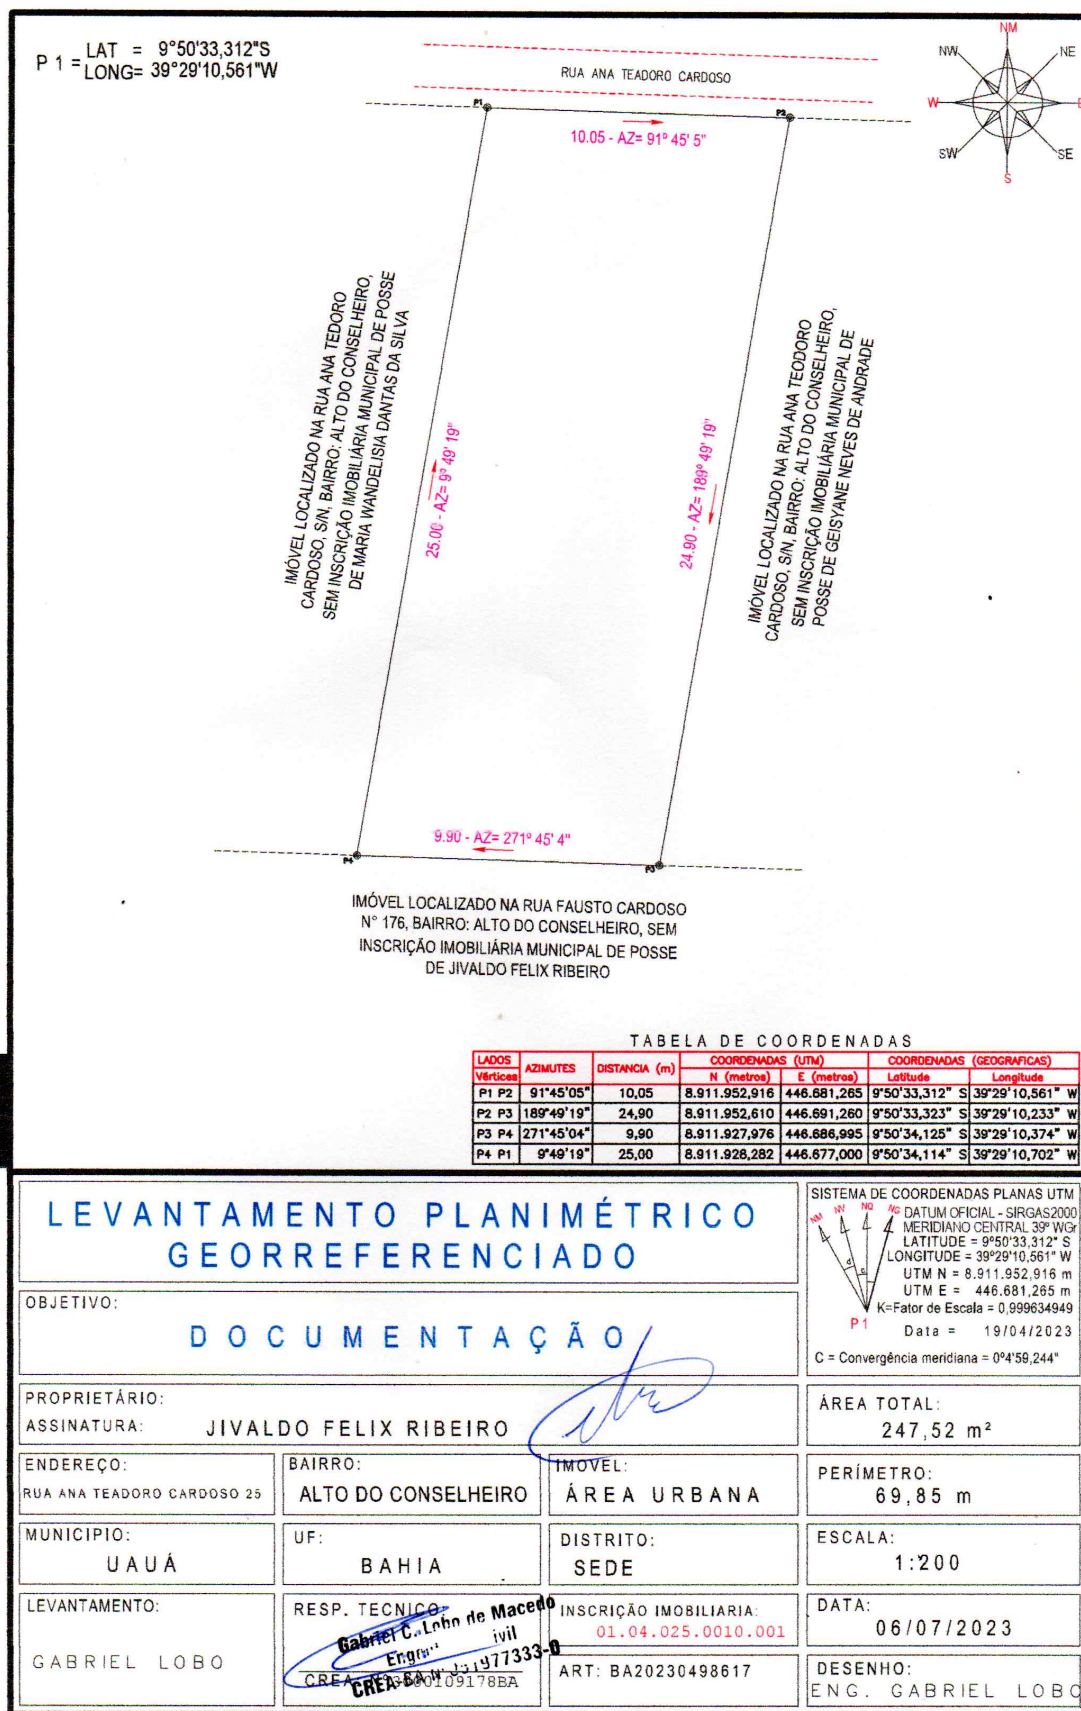 P 1 = LAT = 9°50'33,312"S
LONG= 39°29'10,561"W
RUA ANA TEADORO CARDOSO
NM
NE
E
SE
S
SW
W
NW
P1
P2
10.05 - AZ= 91° 45' 5"
IMÓVEL LOCALIZADO NA RUA ANA TEDORO
CARDOSO, S/N, BAIRRO: ALTO DO CONSELHEIRO,
SEM INSCRIÇÃO IMOBILIÁRIA MUNICIPAL DE POSSE
DE MARIA WANDELISIA DANTAS DA SILVA
25.00 - AZ= 9° 49' 19"
24.90 - AZ= 189° 49' 19"
IMÓVEL LOCALIZADO NA RUA ANA TEODORO
CARDOSO, S/N, BAIRRO: ALTO DO CONSELHEIRO,
SEM INSCRIÇÃO IMOBILIÁRIA MUNICIPAL DE
POSSE DE GEISYANE NEVES DE ANDRADE
9.90 - AZ= 271° 45' 4"
P4
P3
IMÓVEL LOCALIZADO NA RUA FAUSTO CARDOSO
N° 176, BAIRRO: ALTO DO CONSELHEIRO, SEM
INSCRIÇÃO IMOBILIÁRIA MUNICIPAL DE POSSE
DE JIVALDO FELIX RIBEIRO
TABELA DE COORDENADAS
LADOS AZIMUTES DISTANCIA (m) COORDENADAS (UTM) COORDENADAS (GEOGRAFICAS)
Vértices N (metros) E (metros) Latitude Longitude
P1 P2 91°45'05" 10,05 8.911.952,916 446.681,265 9°50'33,312" S 39°29'10,561" W
P2 P3 189°49'19" 24,90 8.911.952,610 446.691,260 9°50'33,323" S 39°29'10,233" W
P3 P4 271°45'04" 9,90 8.911.927,976 446.686,995 9°50'34,125" S 39°29'10,374" W
P4 P1 9°49'19" 25,00 8.911.928,282 446.677,000 9°50'34,114" S 39°29'10,702" W
LEVANTAMENTO PLANIMÉTRICO
GEORREFERENCIADO
SISTEMA DE COORDENADAS PLANAS UTM
NM NV NQ NG
DATUM OFICIAL - SIRGAS2000
MERIDIANO CENTRAL 39º WGr
LATITUDE = 9º50'33,312" S
LONGITUDE = 39º29'10,561" W
UTM N = 8.911.952,916 m
UTM E = 446.681,265 m
K=Fator de Escala = 0,999634949
P 1
Data = 19/04/2023
C = Convergência meridiana = 0º4'59,244"
OBJETIVO:
DOCUMENTAÇÃO
PROPRIETÁRIO:
ASSINATURA: JIVALDO FELIX RIBEIRO
ÁREA TOTAL:
247,52 m²
ENDEREÇO:
RUA ANA TEADORO CARDOSO 25
BAIRRO:
ALTO DO CONSELHEIRO
IMOVEL:
ÁREA URBANA
PERÍMETRO:
69,85 m
MUNICIPIO:
UAUÁ
UF:
BAHIA
DISTRITO:
SEDE
ESCALA:
1:200
LEVANTAMENTO:
GABRIEL LOBO
RESP. TECNICO
Gabriel C. Lobo de Macedo
CREA-BA
INSCRIÇÃO IMOBILIARIA:
01.04.025.0010.001
ART: BA20230498617
DATA:
06/07/2023
DESENHO:
ENG. GABRIEL LOBO